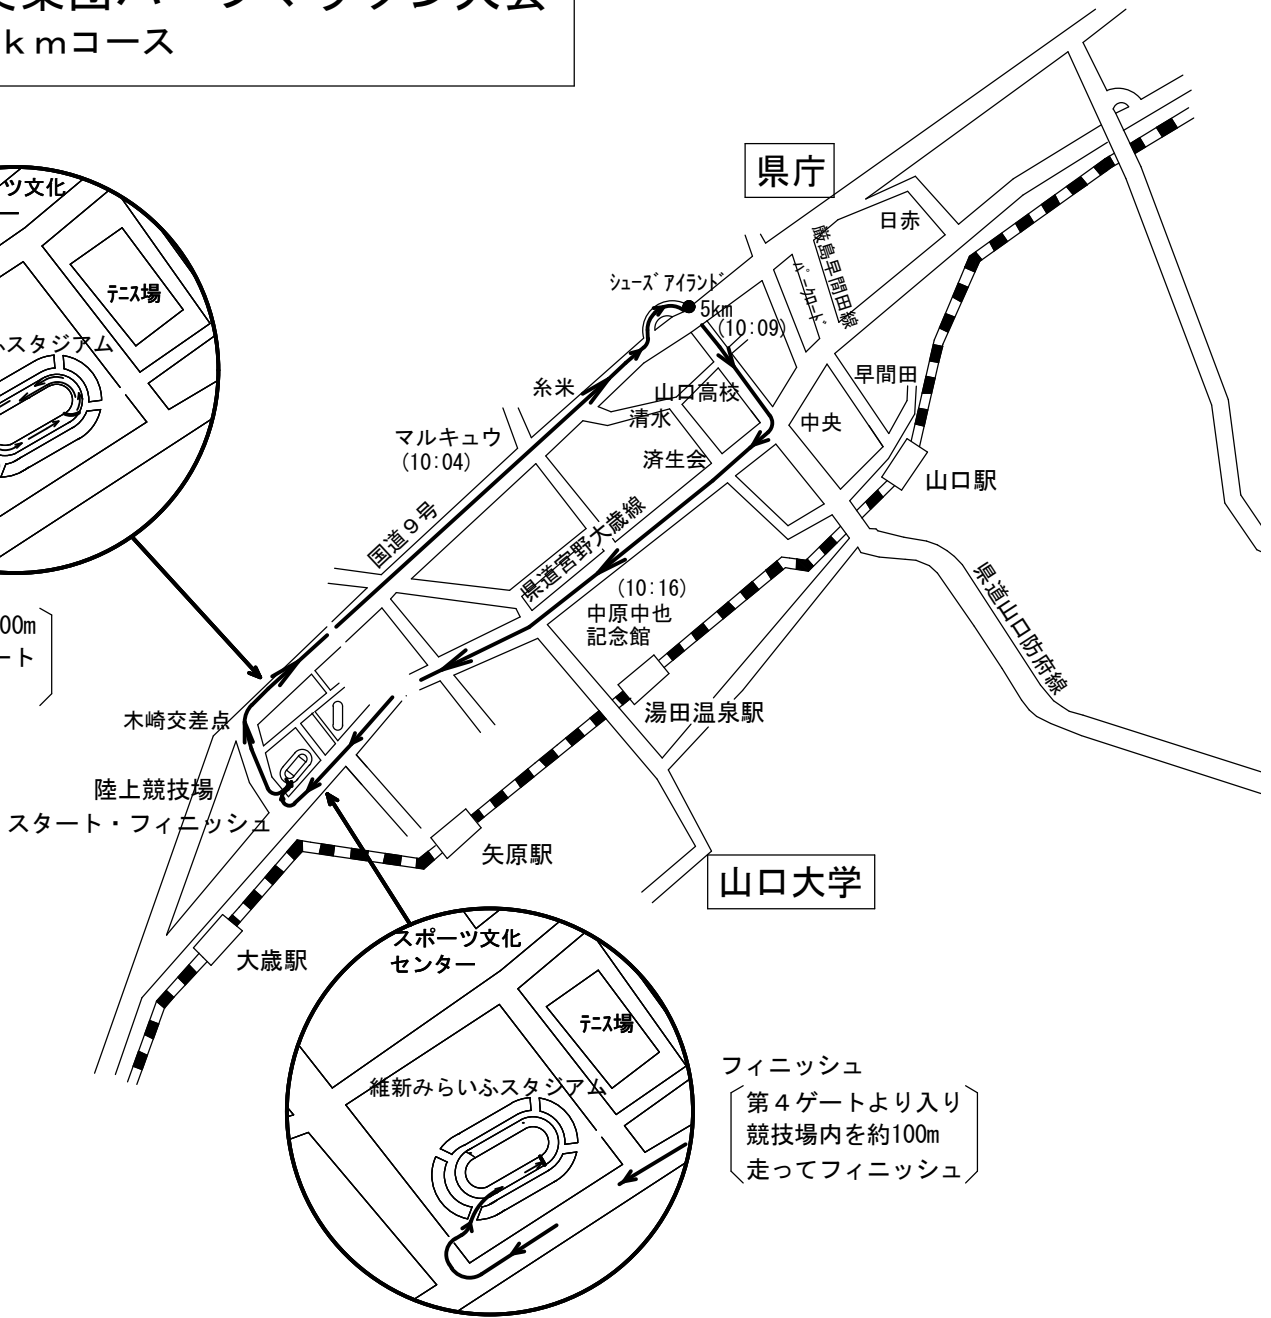 ｋｍコース
ツ文化
ー
テニス場
スタジアム
00m
ート
県庁
日赤
厳島早間田線
パークロード
シューズアイランド
5km
(10:09)
早間田
糸米
山口高校
清水
中央
マルキュウ
(10:04)
済生会
山口駅
国道９号
県道宮野大歳線
(10:16)
中原中也
記念館
県道山口防府線
湯田温泉駅
木崎交差点
陸上競技場
スタート・フィニッシュ
矢原駅
山口大学
大歳駅
スポーツ文化
センター
テニス場
維新みらいふスタジアム
フィニッシュ
第４ゲートより入り
競技場内を約100m
走ってフィニッシュ